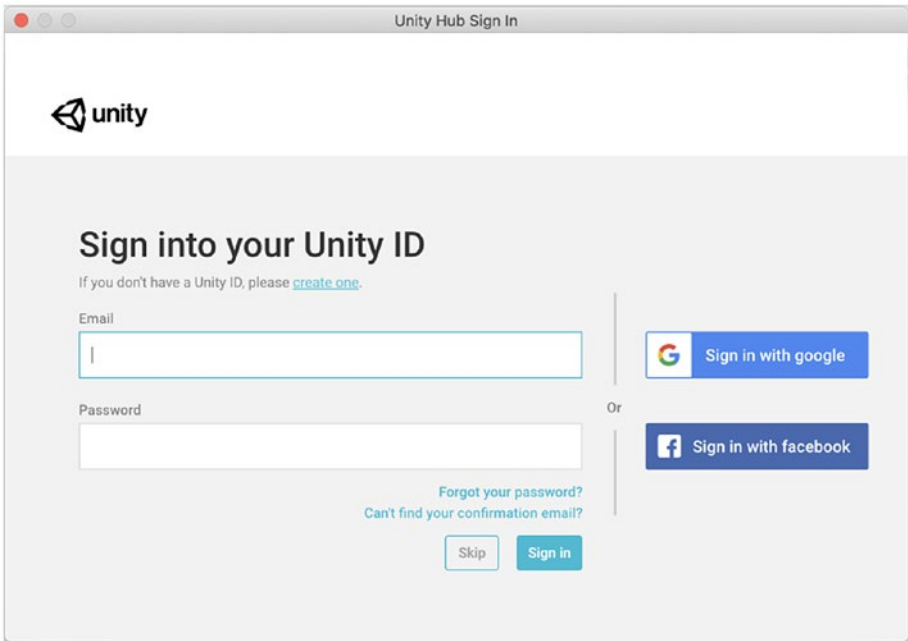 Unity Hub Sign In
unity
Sign into your Unity ID
If you don't have a Unity ID, please create one.
Email
Password
Forgot your password?
Can't find your confirmation email?
Skip
Sign in
Or
Sign in with google
Sign in with facebook